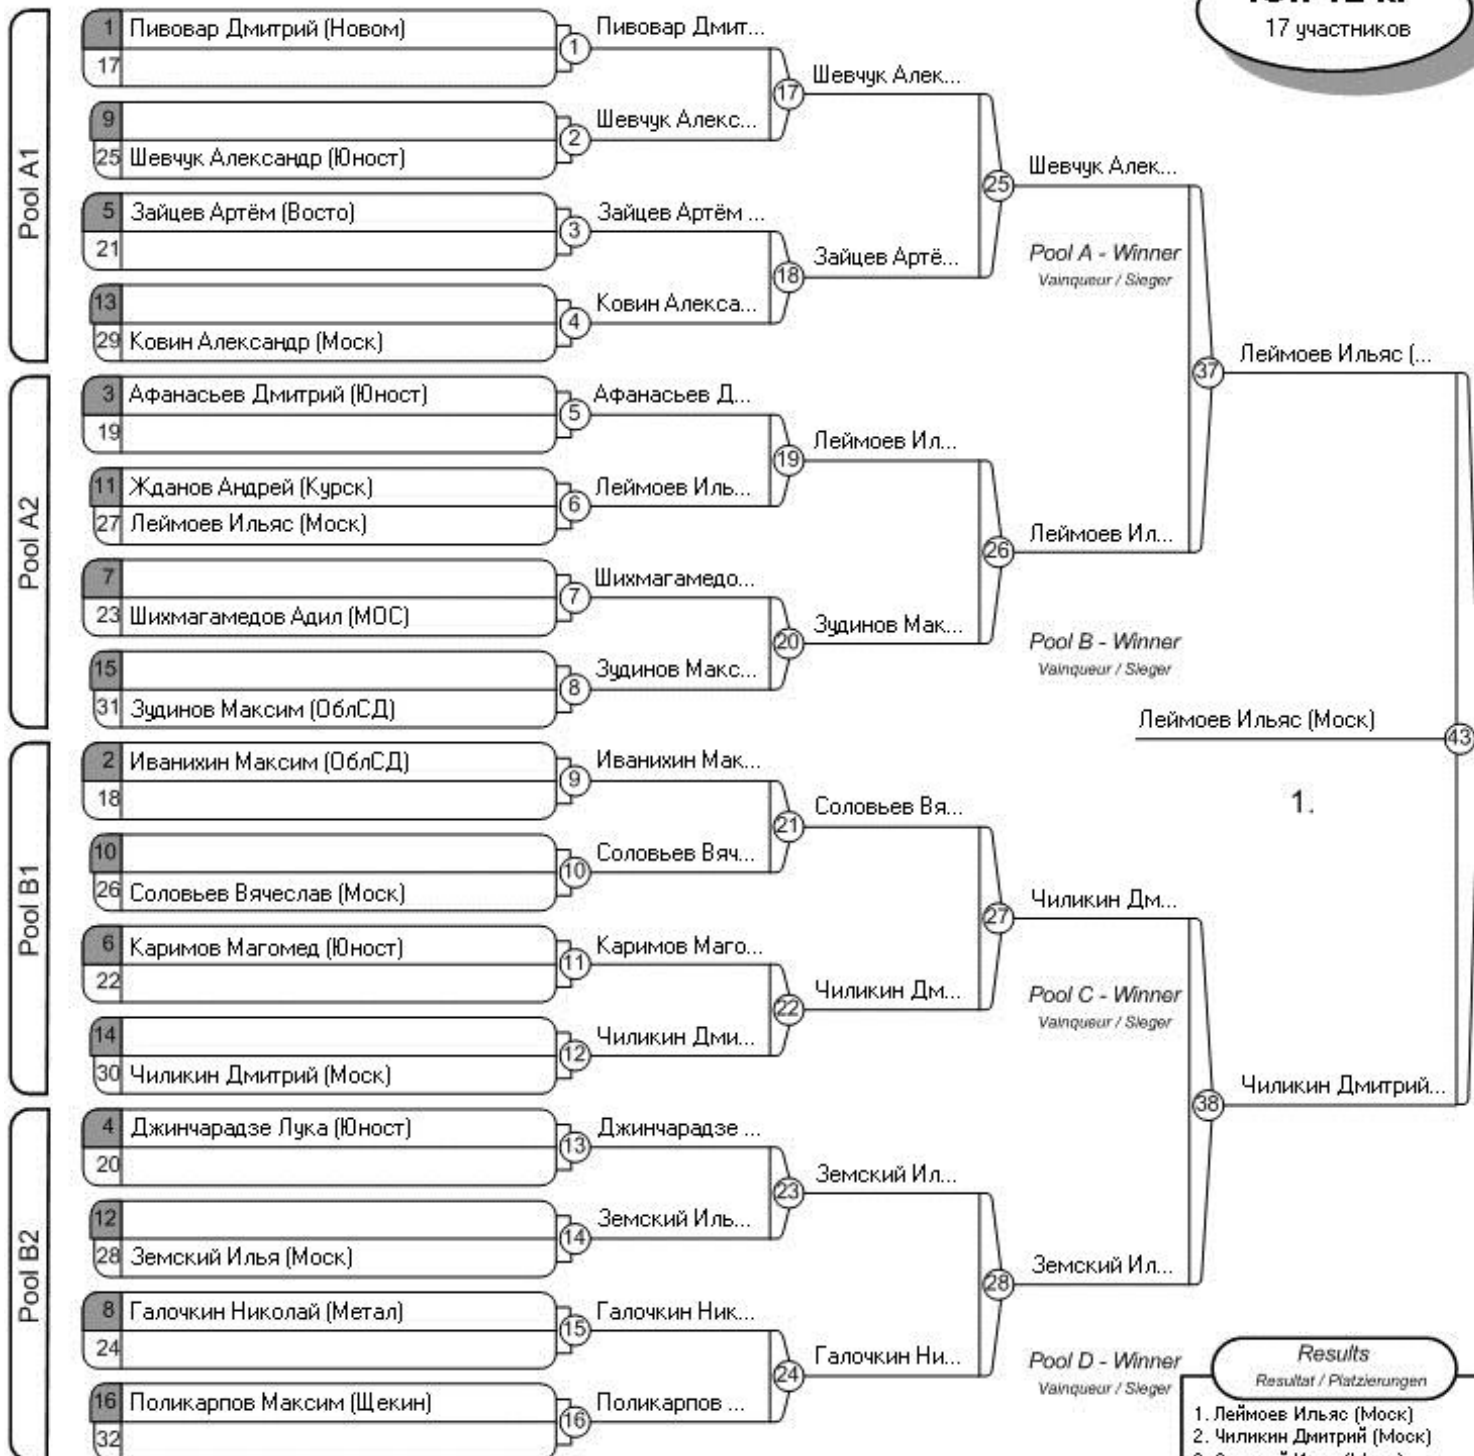 17 участников
Pool A1
1 Пивовар Дмитрий (Новом)
17
1
Пивовар Дмит...
9
25 Шевчук Александр (Юност)
2
Шевчук Алекс...
17
Шевчук Алек...
5 Зайцев Артём (Восто)
21
3
Зайцев Артём ...
13
29 Ковин Александр (Моск)
4
Ковин Алекса...
18
Зайцев Артё...
25
Шевчук Алек...
Pool A - Winner
Vainqueur / Sieger
Pool A2
3 Афанасьев Дмитрий (Юност)
19
5
Афанасьев Д...
11 Жданов Андрей (Курск)
27 Леймоев Ильяс (Моск)
6
Леймоев Иль...
19
Леймоев Ил...
7
23 Шихмагамедов Адил (МОС)
7
Шихмагамедо...
15
31 Зудинов Максим (ОблСД)
8
Зудинов Макс...
20
Зудинов Мак...
26
Леймоев Ил...
37
Леймоев Ильяс (...
Pool B - Winner
Vainqueur / Sieger
Леймоев Ильяс (Моск)
43
1.
Pool B1
2 Иванихин Максим (ОблСД)
18
9
Иванихин Мак...
10
26 Соловьев Вячеслав (Моск)
10
Соловьев Вяч...
21
Соловьев Вя...
6 Каримов Магомед (Юност)
22
11
Каримов Маго...
14
30 Чиликин Дмитрий (Моск)
12
Чиликин Дми...
22
Чиликин Дм...
27
Чиликин Дм...
Pool C - Winner
Vainqueur / Sieger
Pool B2
4 Джинчарадзе Лука (Юност)
20
13
Джинчарадзе ...
12
28 Земский Илья (Моск)
14
Земский Иль...
23
Земский Ил...
8 Галочкин Николай (Метал)
24
15
Галочкин Ник...
16 Поликарпов Максим (Щекин)
32
16
Поликарпов ...
24
Галочкин Ни...
28
Земский Ил...
38
Чиликин Дмитрий...
Pool D - Winner
Vainqueur / Sieger
Results
Resultat / Platzierungen
1. Леймоев Ильяс (Моск)
2. Чиликин Дмитрий (Моск)